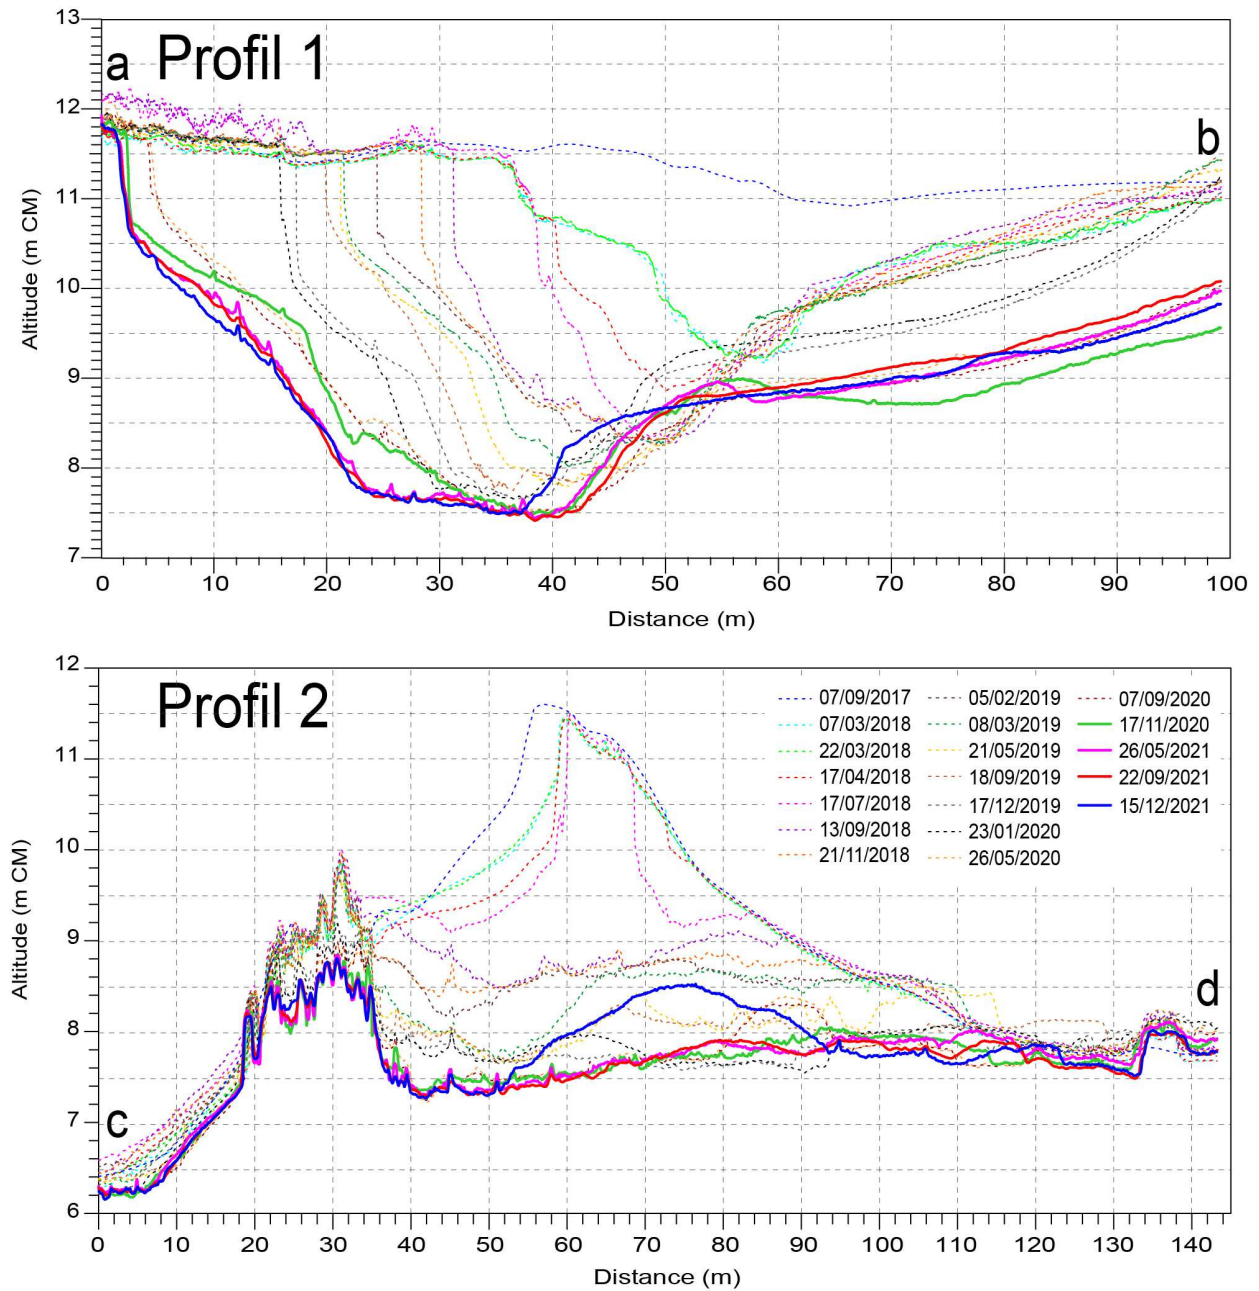 Profil 1
a
b
13
12
11
10
9
8
7
Altitude (m CM)
0 10 20 30 40 50 60 70 80 90 100
Distance (m)
Profil 2
c
d
12
11
10
9
8
7
6
Altitude (m CM)
07/09/2017 05/02/2019 07/09/2020
07/03/2018 08/03/2019 17/11/2020
22/03/2018 21/05/2019 26/05/2021
17/04/2018 18/09/2019 22/09/2021
17/07/2018 17/12/2019 15/12/2021
13/09/2018 23/01/2020
21/11/2018 26/05/2020
0 10 20 30 40 50 60 70 80 90 100 110 120 130 140
Distance (m)